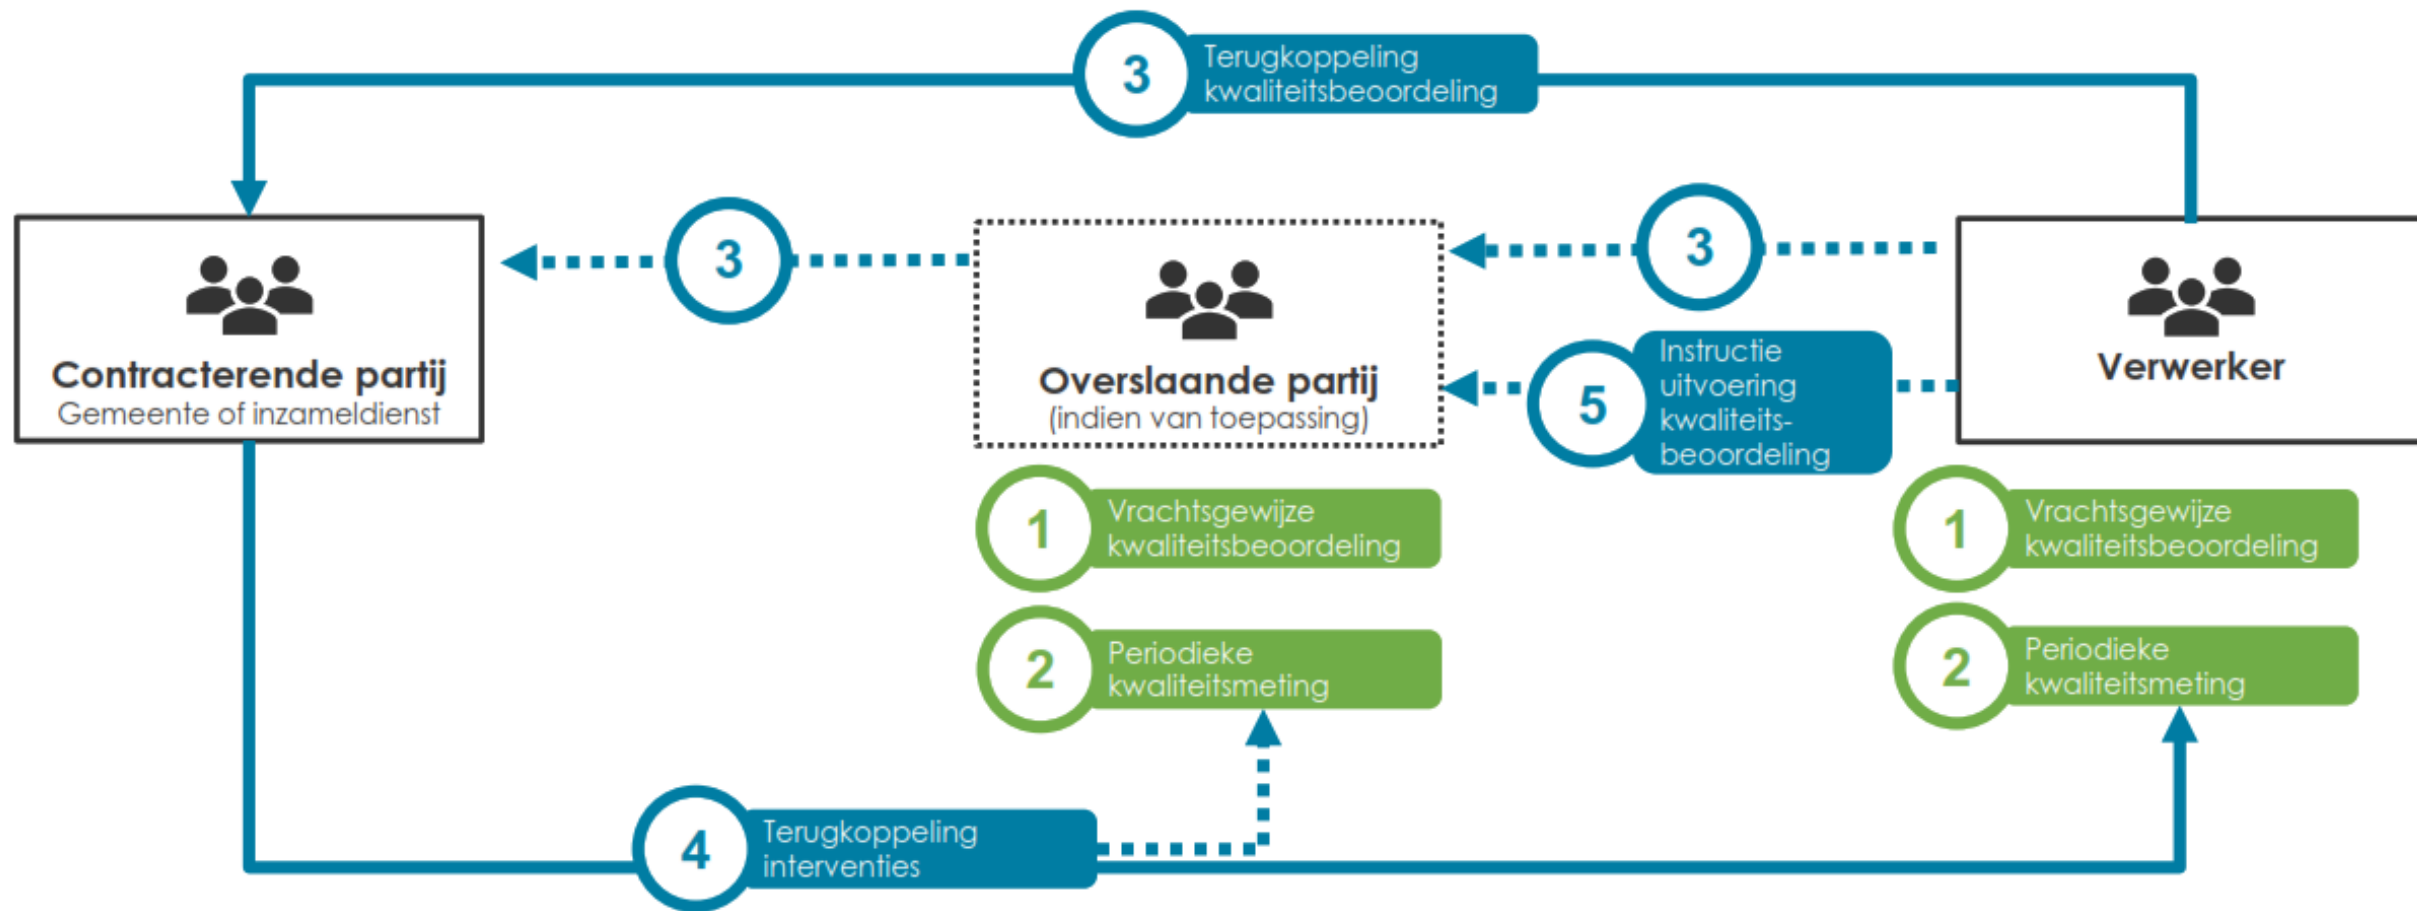 3
Terugkoppeling
kwaliteitsbeoordeling
3
3
Contracterende partij
Gemeente of inzameldienst
Overslaande partij
(indien van toepassing)
5
Instructie
uitvoering
kwaliteits-
beoordeling
Verwerker
1
Vrachtsgewijze
kwaliteitsbeoordeling
2
Periodieke
kwaliteitsmeting
1
Vrachtsgewijze
kwaliteitsbeoordeling
2
Periodieke
kwaliteitsmeting
4
Terugkoppeling
interventies